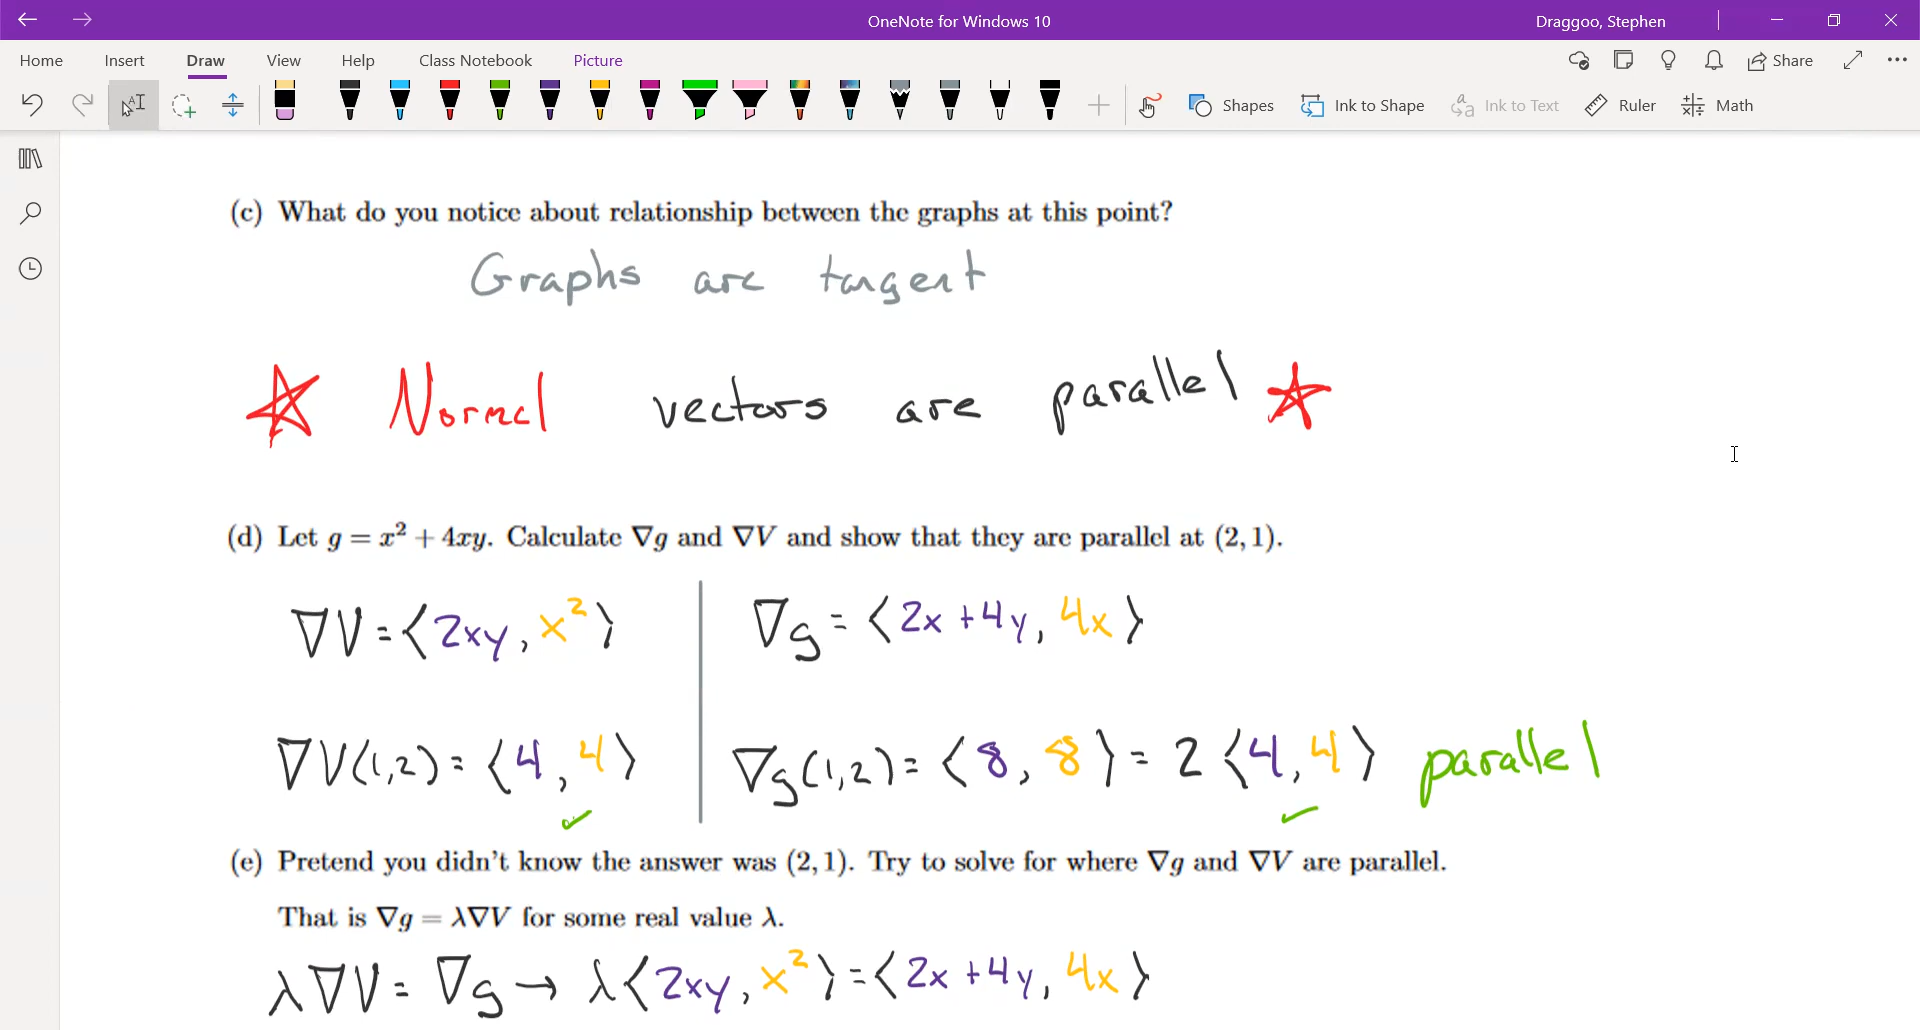 OneNote for Windows 10
Draggoo, Stephen
Home Insert Draw View Help Class Notebook Picture
Share
Shapes Ink to Shape Ink to Text Ruler Math
(c) What do you notice about relationship between the graphs at this point?
Graphs are tangent
Normal vectors are parallel
(d) Let g = x² + 4xy. Calculate ∇g and ∇V and show that they are parallel at (2, 1).
∇V = ⟨2xy, x²⟩
∇g = ⟨2x + 4y, 4x⟩
∇V(1,2) = ⟨4, 4⟩
∇g(1,2) = ⟨8, 8⟩ = 2⟨4, 4⟩ parallel
(e) Pretend you didn't know the answer was (2, 1). Try to solve for where ∇g and ∇V are parallel.
That is ∇g = λ∇V for some real value λ.
λ∇V = ∇g → λ⟨2xy, x²⟩ = ⟨2x + 4y, 4x⟩